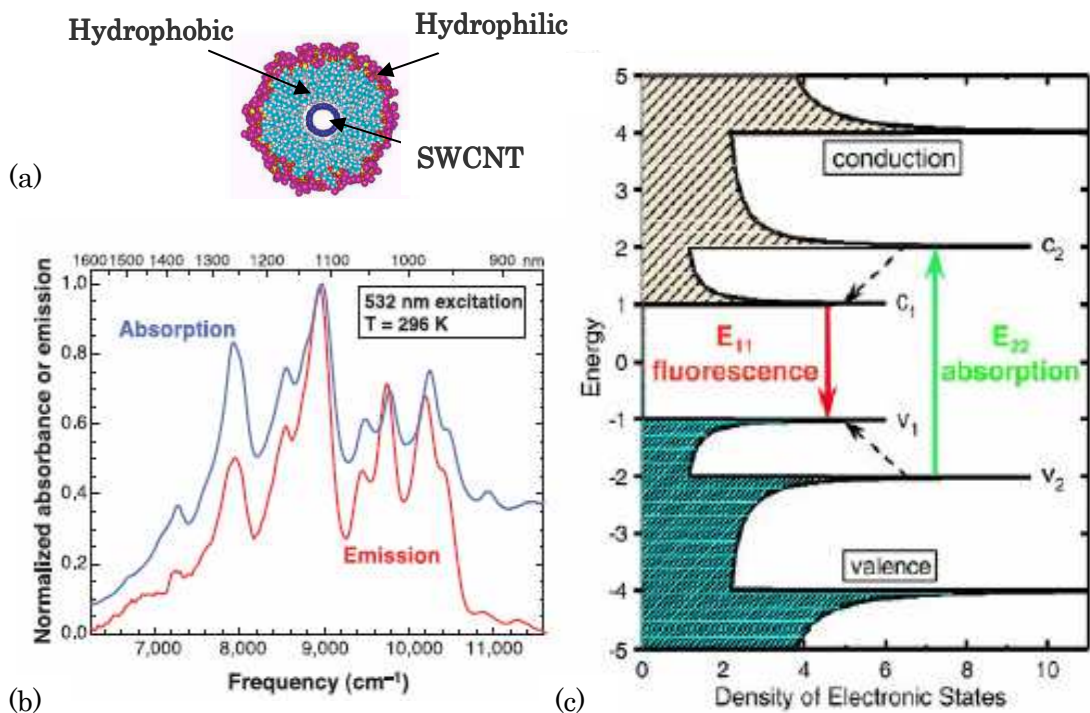 Hydrophobic
Hydrophilic
SWCNT
(a)
1600 1500 1400 1300 1200 1100 1000 900 nm
Normalized absorbance or emission
1.0
0.8
0.6
0.4
0.2
0.0
532 nm excitation
T = 296 K
Absorption
Emission
7,000 8,000 9,000 10,000 11,000
Frequency (cm⁻¹)
(b)
Energy
5
4
3
2
1
0
-1
-2
-3
-4
-5
conduction
C₂
C₁
E₁₁
fluorescence
E₂₂
absorption
V₁
V₂
valence
0 2 4 6 8 10
Density of Electronic States
(c)